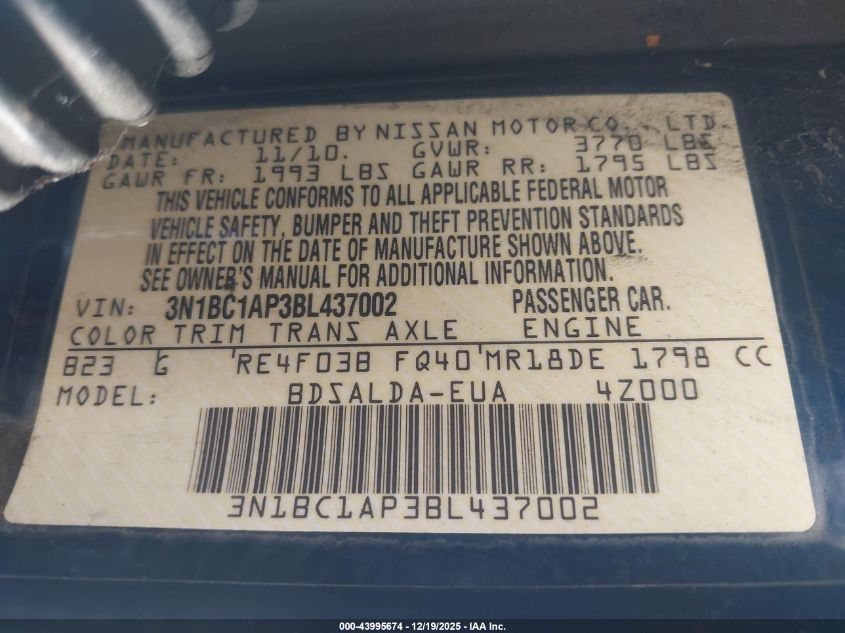 MANUFACTURED BY NISSAN MOTOR CO., LTD
DATE: 11/10. GVWR: 3770 LBS
GAWR FR: 1993 LBS GAWR RR: 1795 LBS
THIS VEHICLE CONFORMS TO ALL APPLICABLE FEDERAL MOTOR
VEHICLE SAFETY, BUMPER AND THEFT PREVENTION STANDARDS
IN EFFECT ON THE DATE OF MANUFACTURE SHOWN ABOVE.
SEE OWNER'S MANUAL FOR ADDITIONAL INFORMATION.
VIN: 3N1BC1AP3BL437002 PASSENGER CAR.
COLOR TRIM TRANS AXLE ENGINE
B23 G RE4F03B FQ40 MR18DE 1798 CC
MODEL: BDSALDA-EUA 4Z000
3N1BC1AP3BL437002
000-43995674 | 12/19/2025 - IAA Inc.